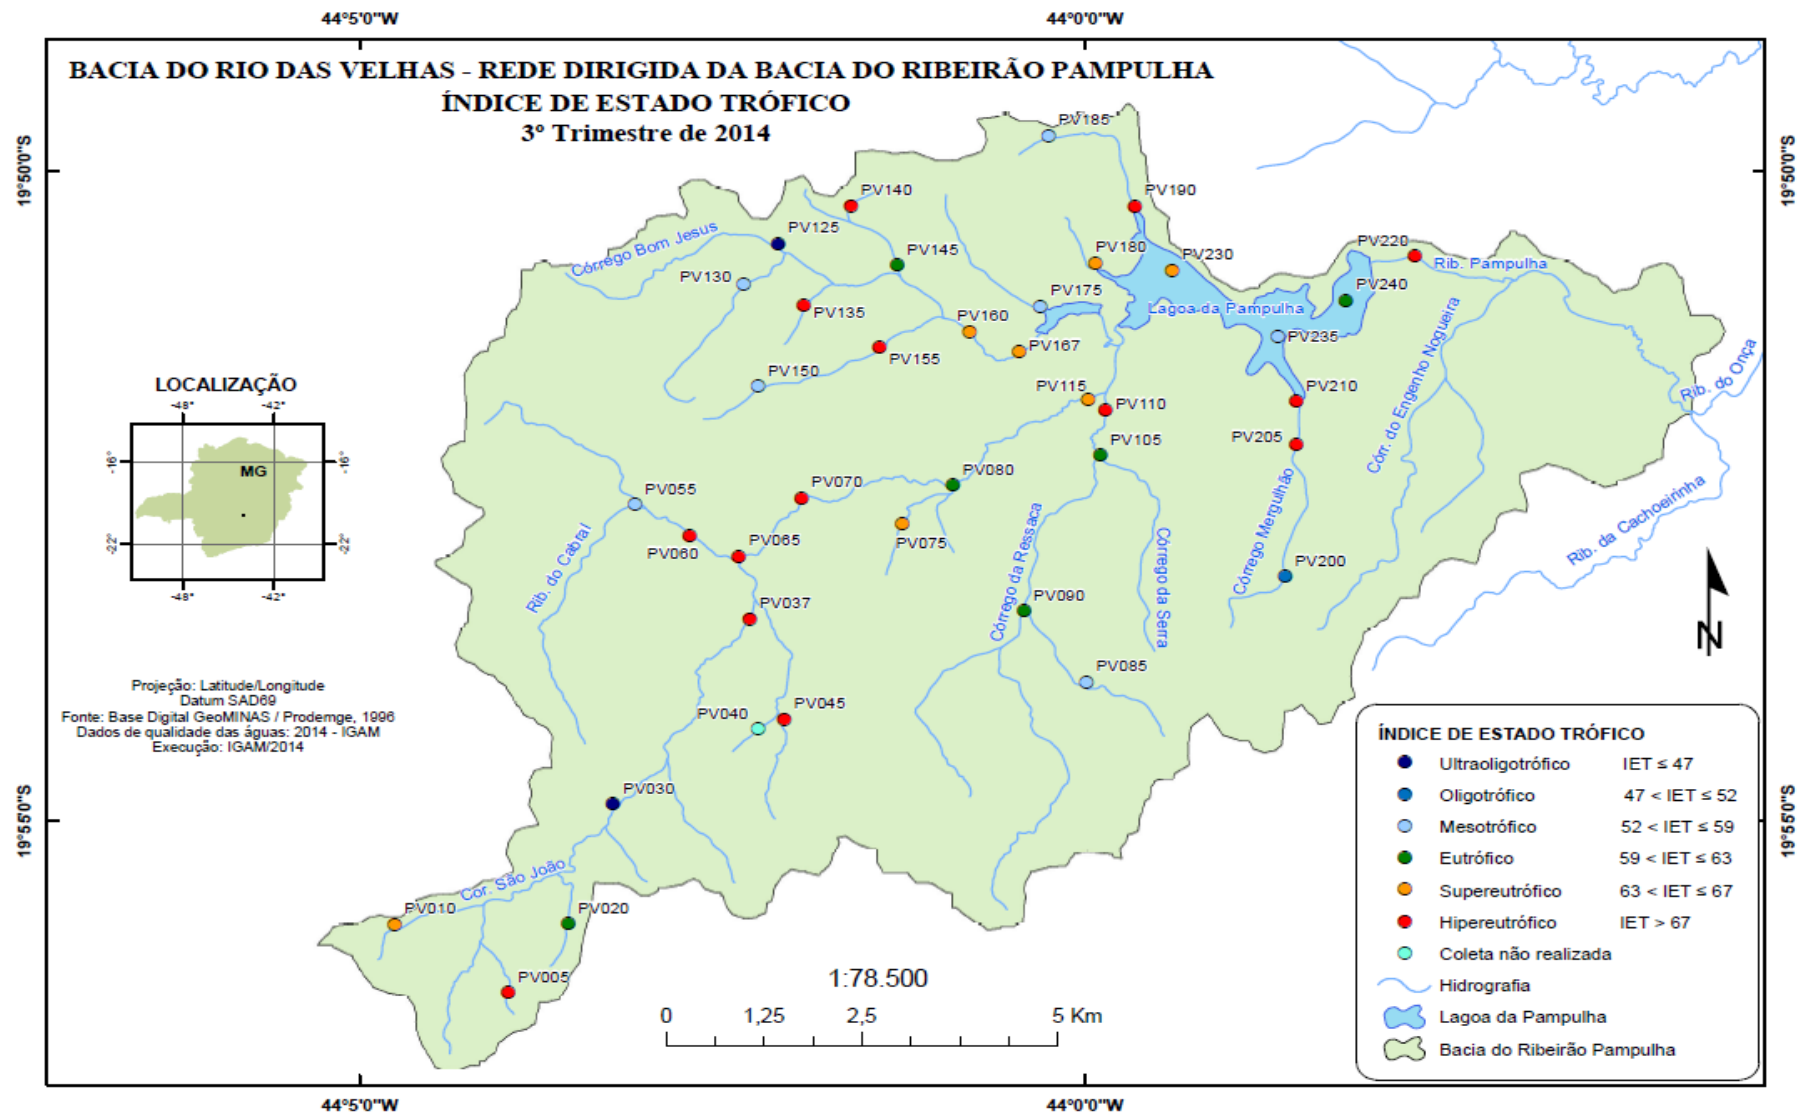 44°5'0"W
44°0'0"W
BACIA DO RIO DAS VELHAS - REDE DIRIGIDA DA BACIA DO RIBEIRÃO PAMPULHA
ÍNDICE DE ESTADO TRÓFICO
3º Trimestre de 2014
19°50'0"S
19°50'0"S
PV185
PV140
PV190
PV125
Córrego Bom Jesus
PV145
PV180
PV230
PV220
Rib. Pampulha
PV130
PV240
PV175
Lagoa da Pampulha
PV135
PV160
PV235
PV167
PV155
PV150
Córr. do Engenho Nogueira
Rib. do Onça
PV115
PV110
PV210
PV105
PV205
LOCALIZAÇÃO
-48°
-42°
-16°
-16°
MG
-22°
-22°
-48°
-42°
PV080
PV070
PV055
PV075
PV060
PV065
Rib. do Cabral
Córrego da Ressaca
Córrego da Serra
Córrego Mergulhão
Rib. da Cachoeirinha
PV200
PV037
PV090
N
PV085
PV040
PV045
Projeção: Latitude/Longitude
Datum SAD69
Fonte: Base Digital GeoMINAS / Prodemge, 1996
Dados de qualidade das águas: 2014 - IGAM
Execução: IGAM/2014
PV030
Cor. São João
PV010
PV020
PV005
19°55'0"S
19°55'0"S
ÍNDICE DE ESTADO TRÓFICO
Ultraoligotrófico IET ≤ 47
Oligotrófico 47 < IET ≤ 52
Mesotrófico 52 < IET ≤ 59
Eutrófico 59 < IET ≤ 63
Supereutrófico 63 < IET ≤ 67
Hipereutrófico IET > 67
Coleta não realizada
Hidrografia
Lagoa da Pampulha
Bacia do Ribeirão Pampulha
1:78.500
0 1,25 2,5 5 Km
44°5'0"W
44°0'0"W